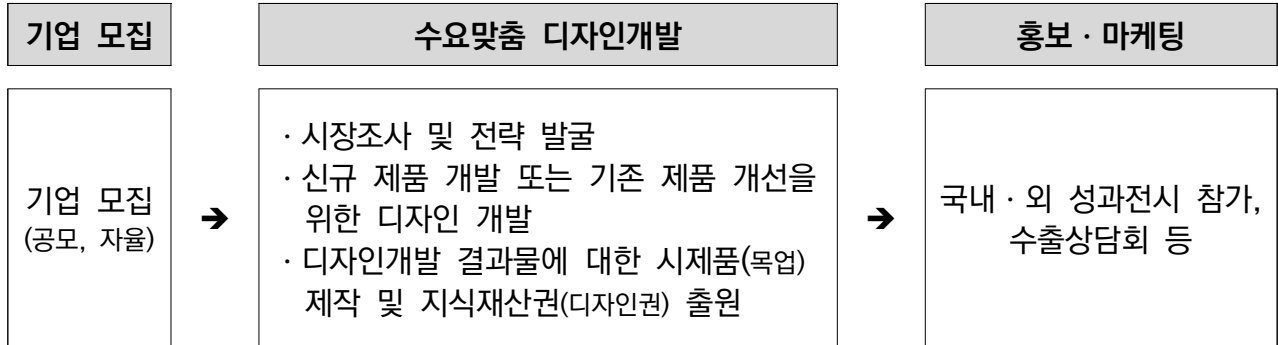 기업 모집
수요맞춤 디자인개발
홍보·마케팅
기업 모집
(공모, 자율)
➔
· 시장조사 및 전략 발굴
· 신규 제품 개발 또는 기존 제품 개선을
위한 디자인 개발
· 디자인개발 결과물에 대한 시제품(목업)
제작 및 지식재산권(디자인권) 출원
➔
국내·외 성과전시 참가,
수출상담회 등